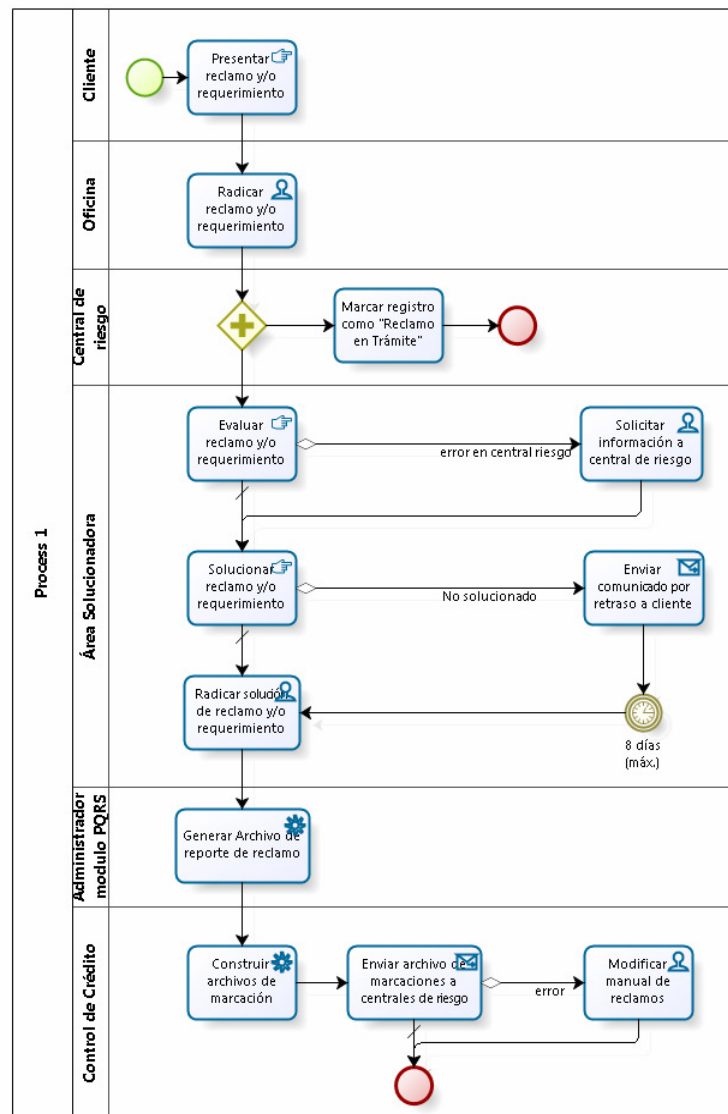 Process 1
Cliente
Presentar
reclamo y/o
requerimiento
Oficina
Radicar
reclamo y/o
requerimiento
Central de
riesgo
Marcar registro
como "Reclamo
en Trámite"
Área Solucionadora
Evaluar
reclamo y/o
requerimiento
error en central riesgo
Solicitar
información a
central de riesgo
Solucionar
reclamo y/o
requerimiento
No solucionado
Enviar
comunicado por
retraso a cliente
Radicar solución
de reclamo y/o
requerimiento
8 días
(máx.)
Administrador
modulo PQRS
Generar Archivo de
reporte de reclamo
Control de Crédito
Construir
archivos de
marcación
Enviar archivo de
marcaciones a
centrales de riesgo
error
Modificar
manual de
reclamos